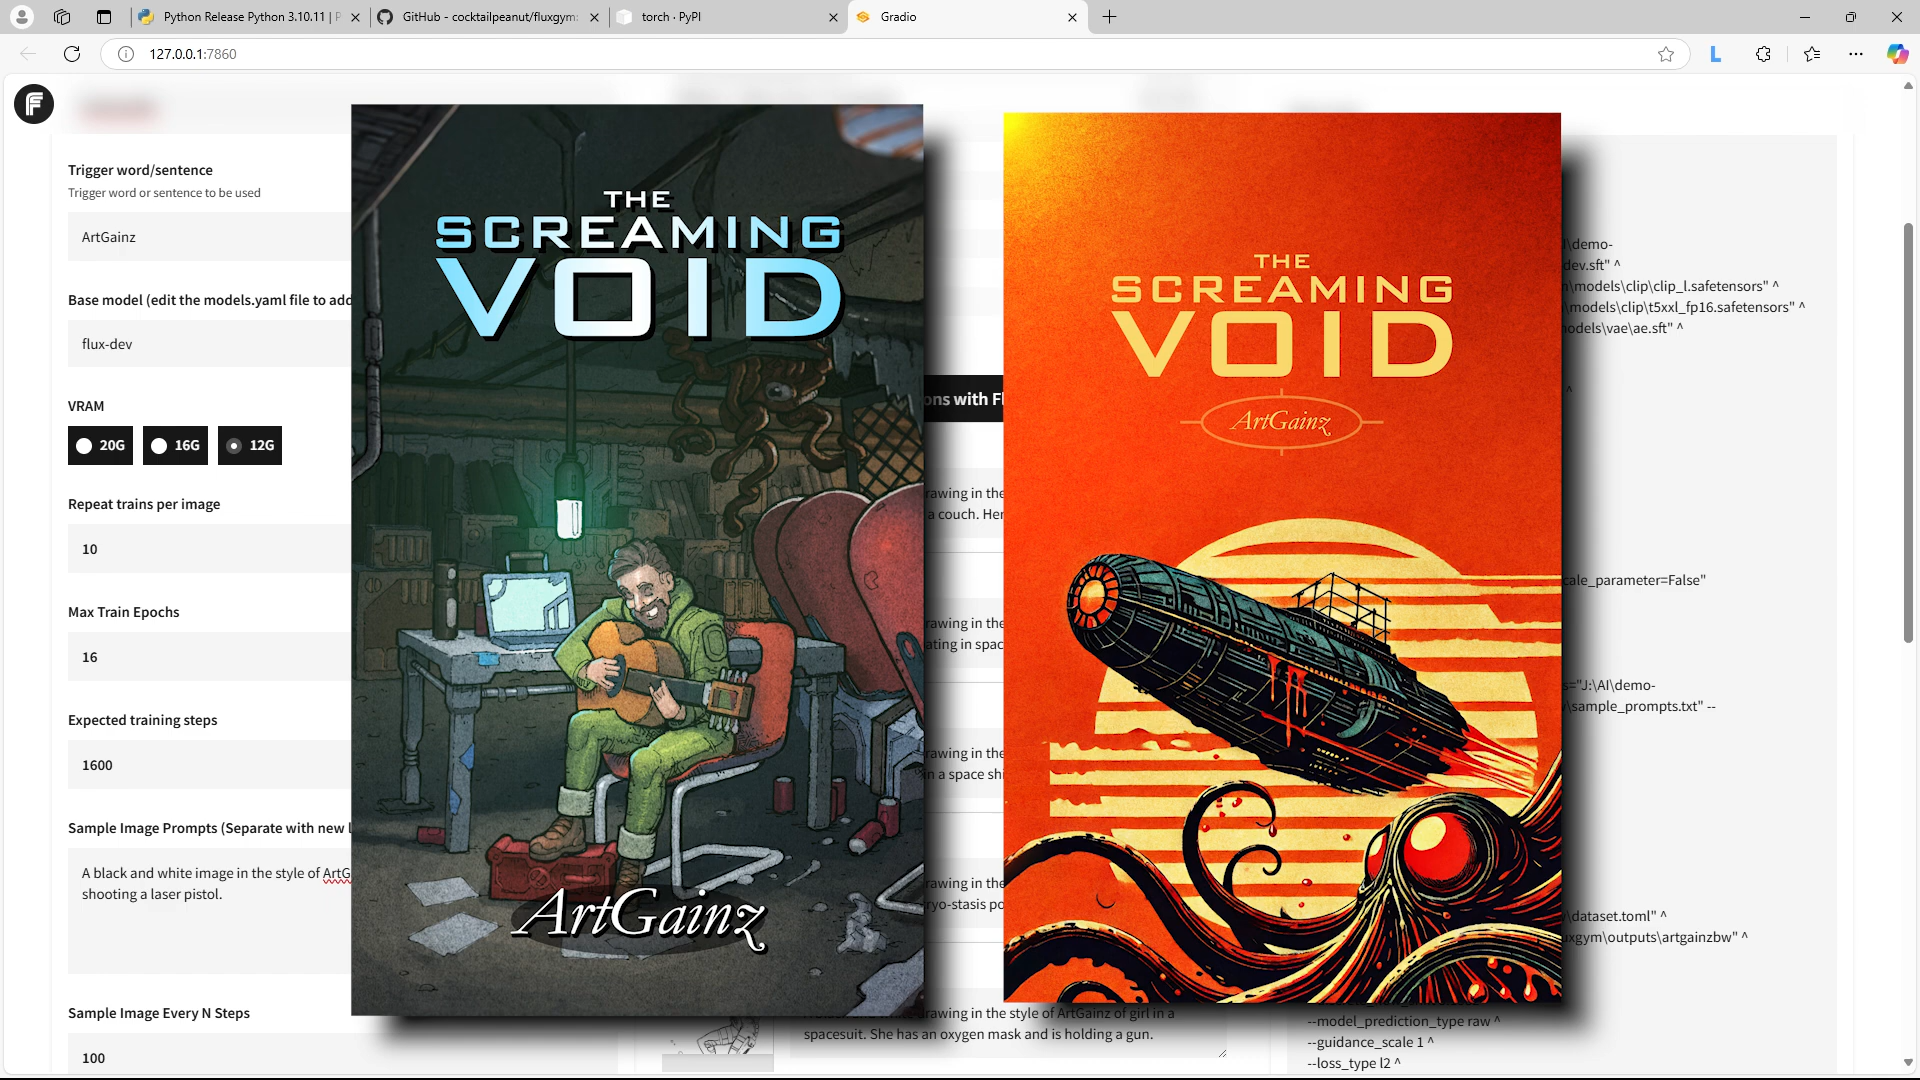 Python Release Python 3.10.11 | P
GitHub - cocktailpeanut/fluxgym:
torch · PyPI
Gradio
127.0.0.1:7860
Trigger word/sentence
Trigger word or sentence to be used
ArtGainz
Base model (edit the models.yaml file to add
flux-dev
VRAM
20G
16G
12G
Repeat trains per image
10
Max Train Epochs
16
Expected training steps
1600
Sample Image Prompts (Separate with new l
A black and white image in the style of ArtG
shooting a laser pistol.
Sample Image Every N Steps
100
THE
SCREAMING
VOID
ArtGainz
ons with Fl
rawing in the
a couch. Her
rawing in the
ating in spac
rawing in the
in a space shi
rawing in the
ryo-stasis po
rawing in the style of ArtGainz of girl in a
spacesuit. She has an oxygen mask and is holding a gun.
THE
SCREAMING
VOID
ArtGainz
\demo-
dev.sft" ^
\models\clip\clip_l.safetensors" ^
\models\clip\t5xxl_fp16.safetensors" ^
odels\vae\ae.sft" ^
^
cale_parameter=False"
s="J:\AI\demo-
\sample_prompts.txt" --
\dataset.toml" ^
xgym\outputs\artgainzbw" ^
--model_prediction_type raw ^
--guidance_scale 1 ^
--loss_type l2 ^